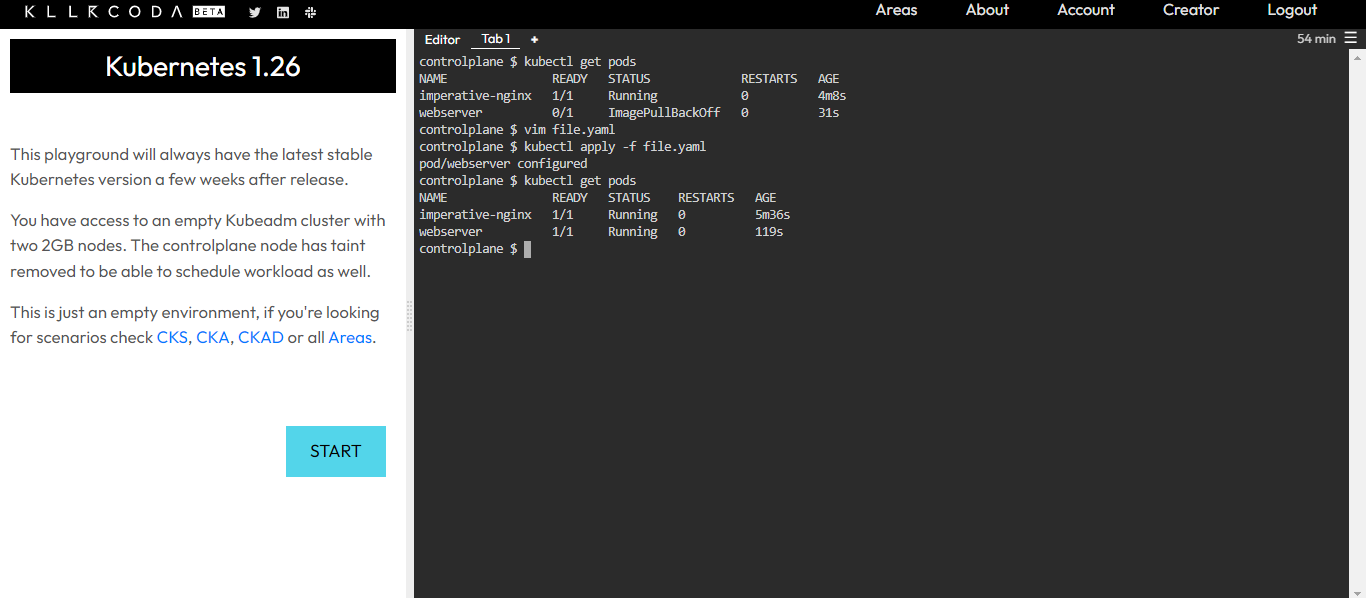 KLLRCODA BETA
Areas About Account Creator Logout
Kubernetes 1.26
This playground will always have the latest stable
Kubernetes version a few weeks after release.
You have access to an empty Kubeadm cluster with
two 2GB nodes. The controlplane node has taint
removed to be able to schedule workload as well.
This is just an empty environment, if you're looking
for scenarios check CKS, CKA, CKAD or all Areas.
START
Editor Tab 1 + 54 min
controlplane $ kubectl get pods
NAME READY STATUS RESTARTS AGE
imperative-nginx 1/1 Running 0 4m8s
webserver 0/1 ImagePullBackOff 0 31s
controlplane $ vim file.yaml
controlplane $ kubectl apply -f file.yaml
pod/webserver configured
controlplane $ kubectl get pods
NAME READY STATUS RESTARTS AGE
imperative-nginx 1/1 Running 0 5m36s
webserver 1/1 Running 0 119s
controlplane $